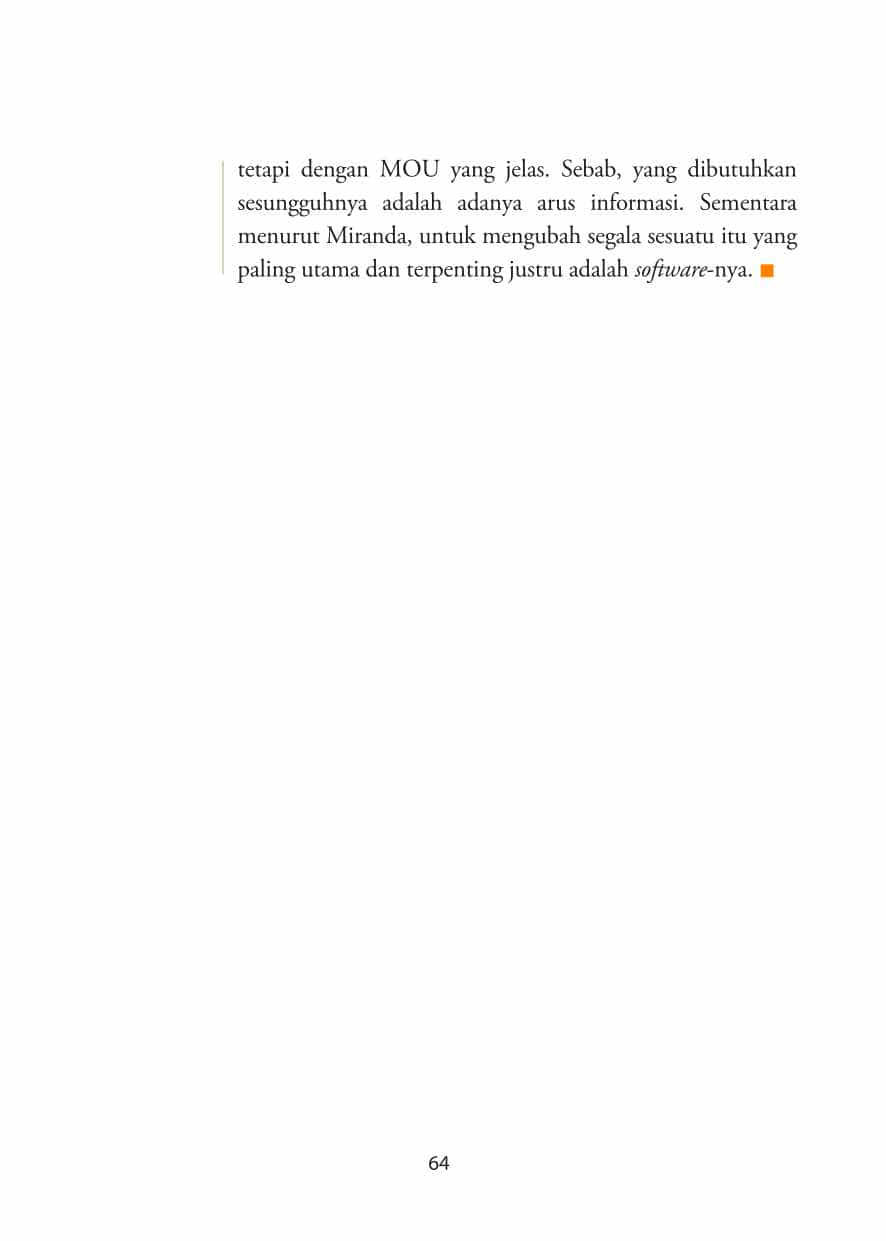 tetapi dengan MOU yang jelas. Sebab, yang dibutuhkan
sesungguhnya adalah adanya arus informasi. Sementara
menurut Miranda, untuk mengubah segala sesuatu itu yang
paling utama dan terpenting justru adalah software-nya.
64